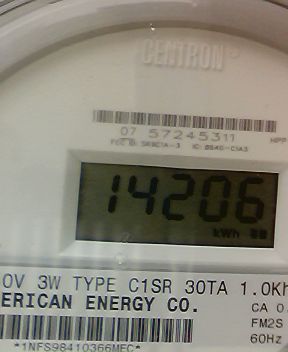 CENTRON
07 57245311
14206
kWh
0V 3W TYPE C1SR 30TA 1.0Kh
ERICAN ENERGY CO.
CA 0.
FM2S
60Hz
*1NFS98410366MEC*